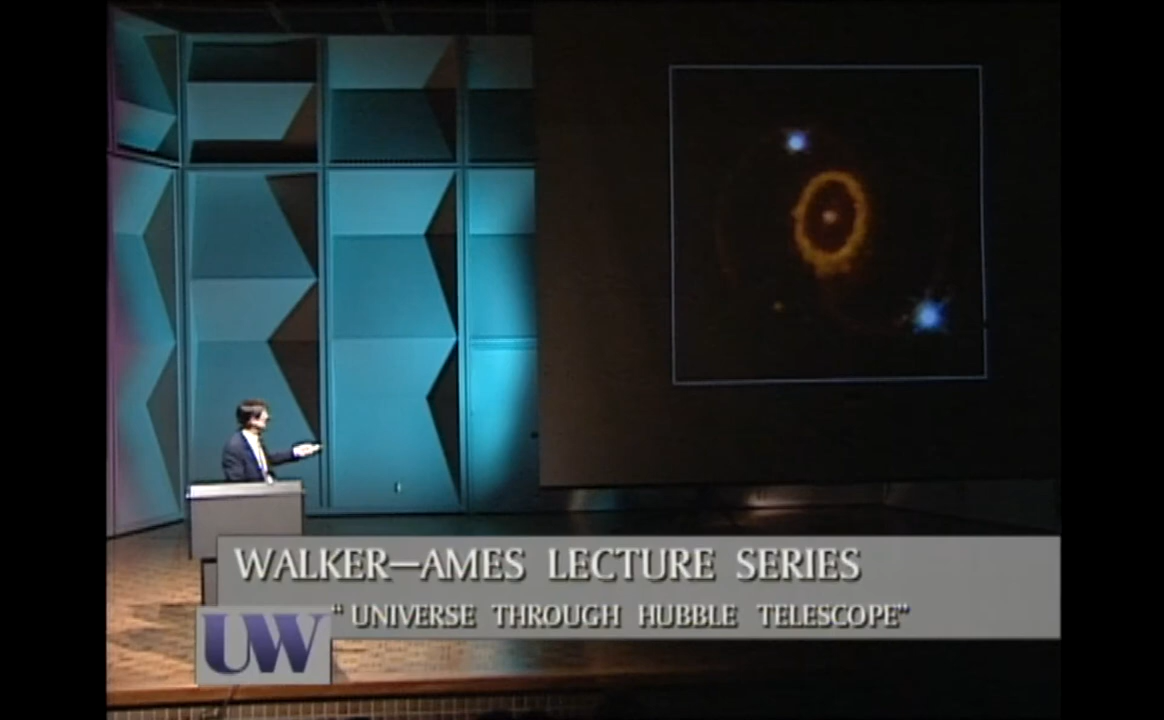 WALKER—AMES LECTURE SERIES
"UNIVERSE THROUGH HUBBLE TELESCOPE"
UW